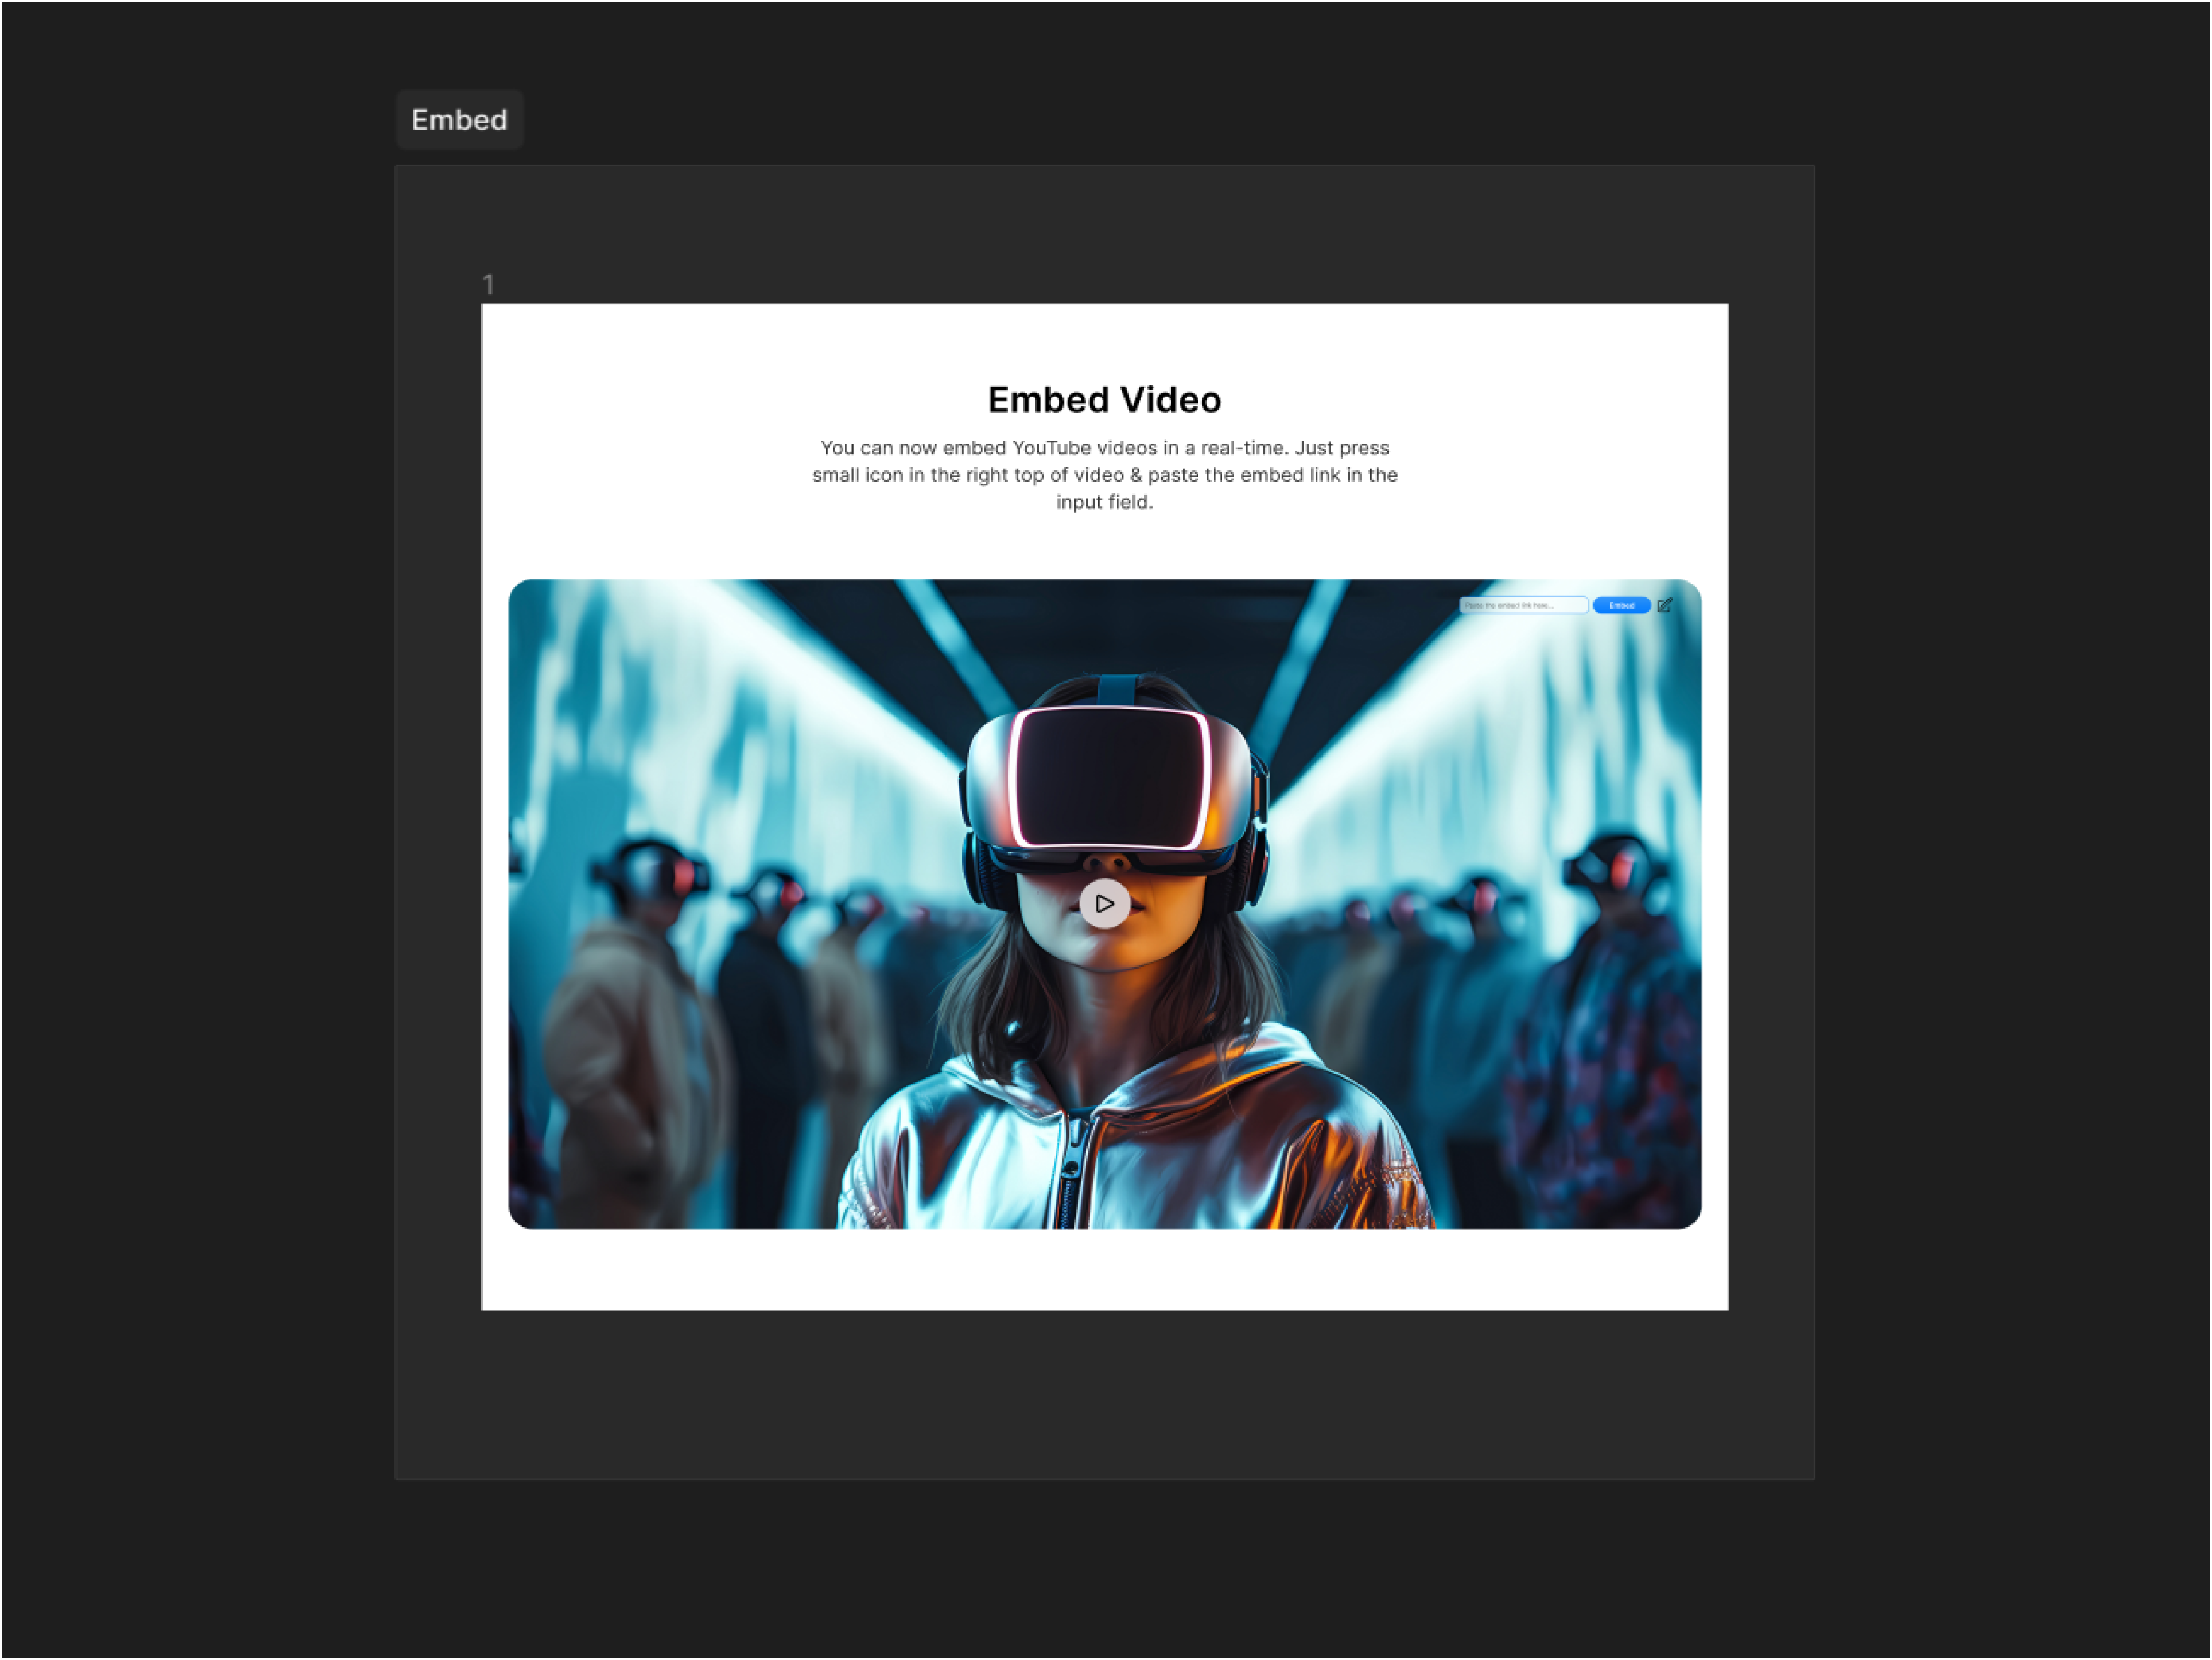 Embed
1
Embed Video
You can now embed YouTube videos in a real-time. Just press
small icon in the right top of video & paste the embed link in the
input field.
Paste the embed link here...
Embed